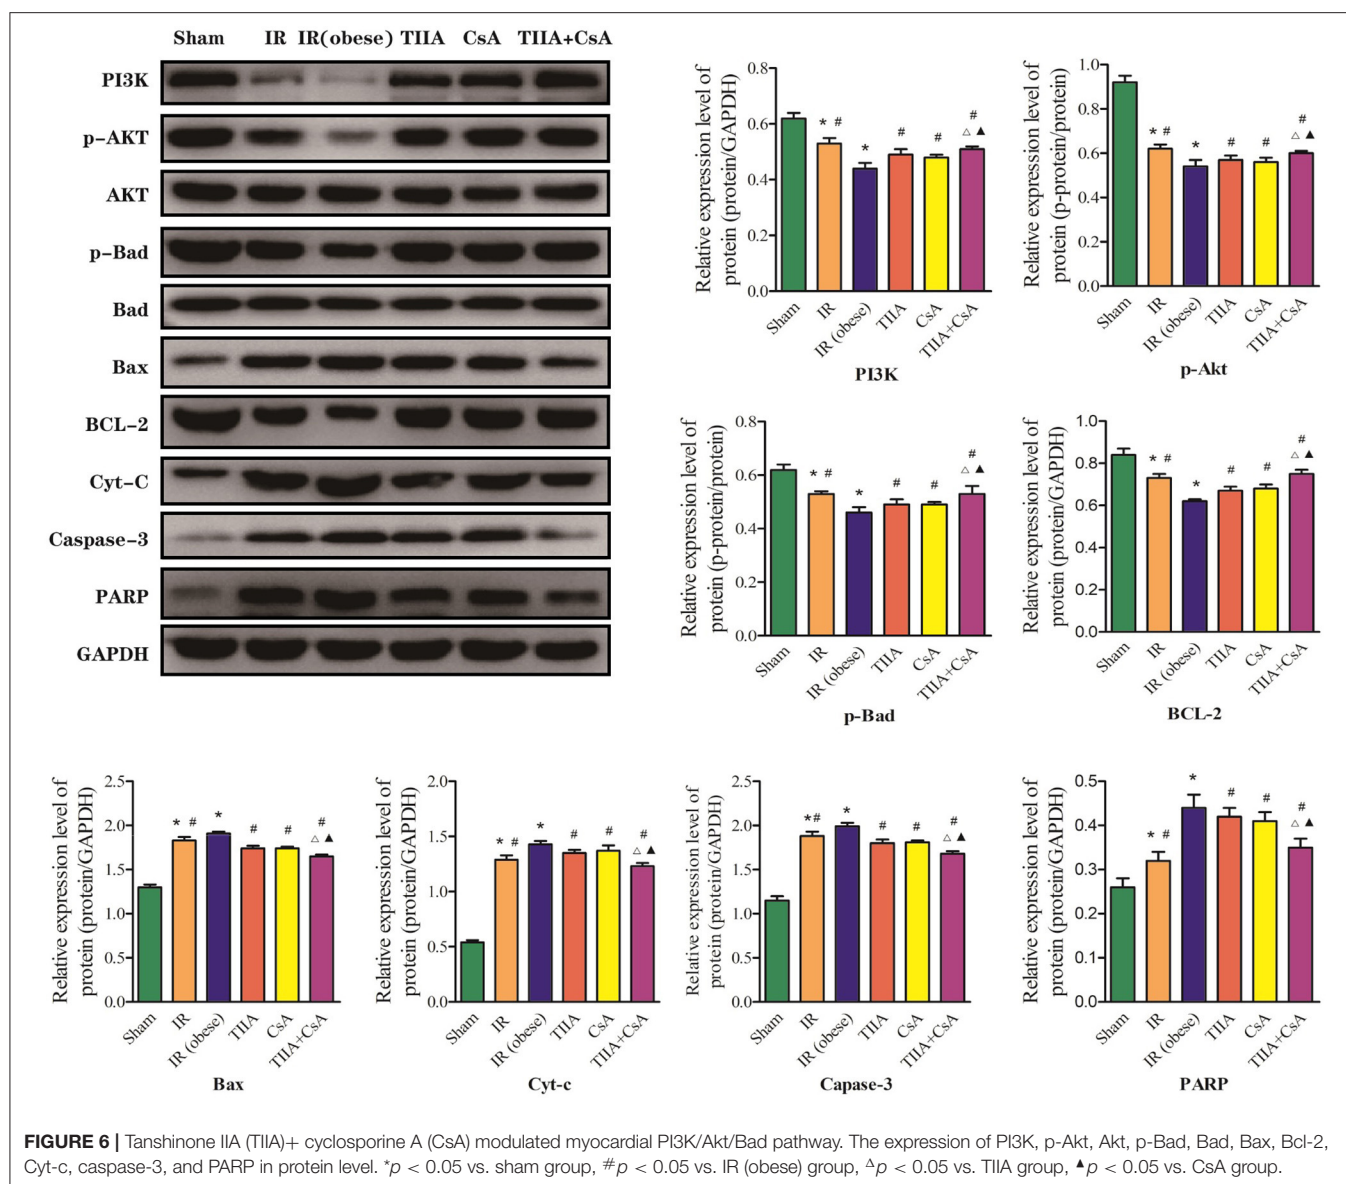 Sham IR IR(obese) TIIA CsA TIIA+CsA
PI3K
p-AKT
AKT
p-Bad
Bad
Bax
BCL-2
Cyt-C
Caspase-3
PARP
GAPDH
Relative expression level of
protein (protein/GAPDH)
0.8
0.6
0.4
0.2
0.0
* #
*
#
#
#
△ ▲
Sham
IR
IR (obese)
TIIA
CsA
TIIA+CsA
PI3K
Relative expression level of
protein (p-protein/protein)
1.0
0.8
0.6
0.4
0.2
0.0
* #
*
#
#
#
△ ▲
Sham
IR
IR (obese)
TIIA
CsA
TIIA+CsA
p-Akt
Relative expression level of
protein (p-protein/protein)
0.8
0.6
0.4
0.2
0.0
* #
*
#
#
#
△ ▲
Sham
IR
IR (obese)
TIIA
CsA
TIIA+CsA
p-Bad
Relative expression level of
protein (protein/GAPDH)
1.0
0.8
0.6
0.4
0.2
0.0
* #
*
#
#
#
△ ▲
Sham
IR
IR (obese)
TIIA
CsA
TIIA+CsA
BCL-2
Relative expression level of
protein (protein/GAPDH)
2.5
2.0
1.5
1.0
0.5
0.0
* #
*
#
#
#
△ ▲
Sham
IR
IR (obese)
TIIA
CsA
TIIA+CsA
Bax
Relative expression level of
protein (protein/GAPDH)
2.0
1.5
1.0
0.5
0.0
* #
*
#
#
#
△ ▲
Sham
IR
IR (obese)
TIIA
CsA
TIIA+CsA
Cyt-c
Relative expression level of
protein (protein/GAPDH)
2.5
2.0
1.5
1.0
0.5
0.0
*#
*
#
#
#
△ ▲
Sham
IR
IR (obese)
TIIA
CsA
TIIA+CsA
Capase-3
Relative expression level of
protein (protein/GAPDH)
0.5
0.4
0.3
0.2
0.1
0.0
* #
*
#
#
#
△ ▲
Sham
IR
IR (obese)
TIIA
CsA
TIIA+CsA
PARP
FIGURE 6 | Tanshinone IIA (TIIA)+ cyclosporine A (CsA) modulated myocardial PI3K/Akt/Bad pathway. The expression of PI3K, p-Akt, Akt, p-Bad, Bad, Bax, Bcl-2,
Cyt-c, caspase-3, and PARP in protein level. *p < 0.05 vs. sham group, #p < 0.05 vs. IR (obese) group, △p < 0.05 vs. TIIA group, ▲p < 0.05 vs. CsA group.